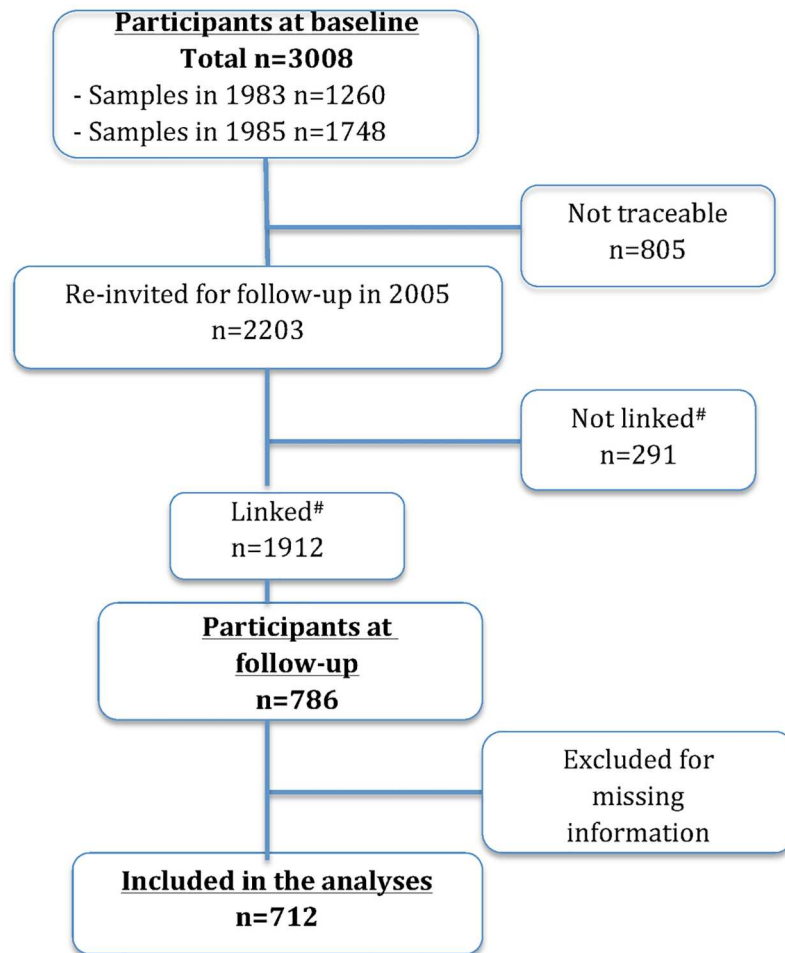 Participants at baseline
Total n=3008
- Samples in 1983 n=1260
- Samples in 1985 n=1748
Not traceable
n=805
Re-invited for follow-up in 2005
n=2203
Not linked#
n=291
Linked#
n=1912
Participants at
follow-up
n=786
Excluded for
missing
information
Included in the analyses
n=712